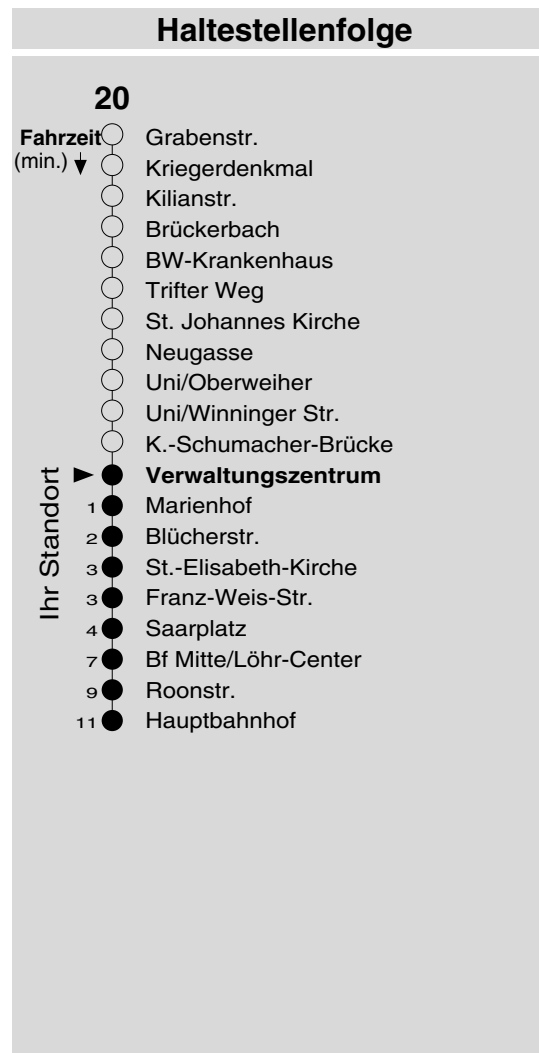 Haltestellenfolge
20
Fahrzeit Grabenstr.
(min.) Kriegerdenkmal
Kilianstr.
Brückerbach
BW-Krankenhaus
Trifter Weg
St. Johannes Kirche
Neugasse
Uni/Oberweiher
Uni/Winninger Str.
K.-Schumacher-Brücke
Ihr Standort
Verwaltungszentrum
1 Marienhof
2 Blücherstr.
3 St.-Elisabeth-Kirche
3 Franz-Weis-Str.
4 Saarplatz
7 Bf Mitte/Löhr-Center
9 Roonstr.
11 Hauptbahnhof